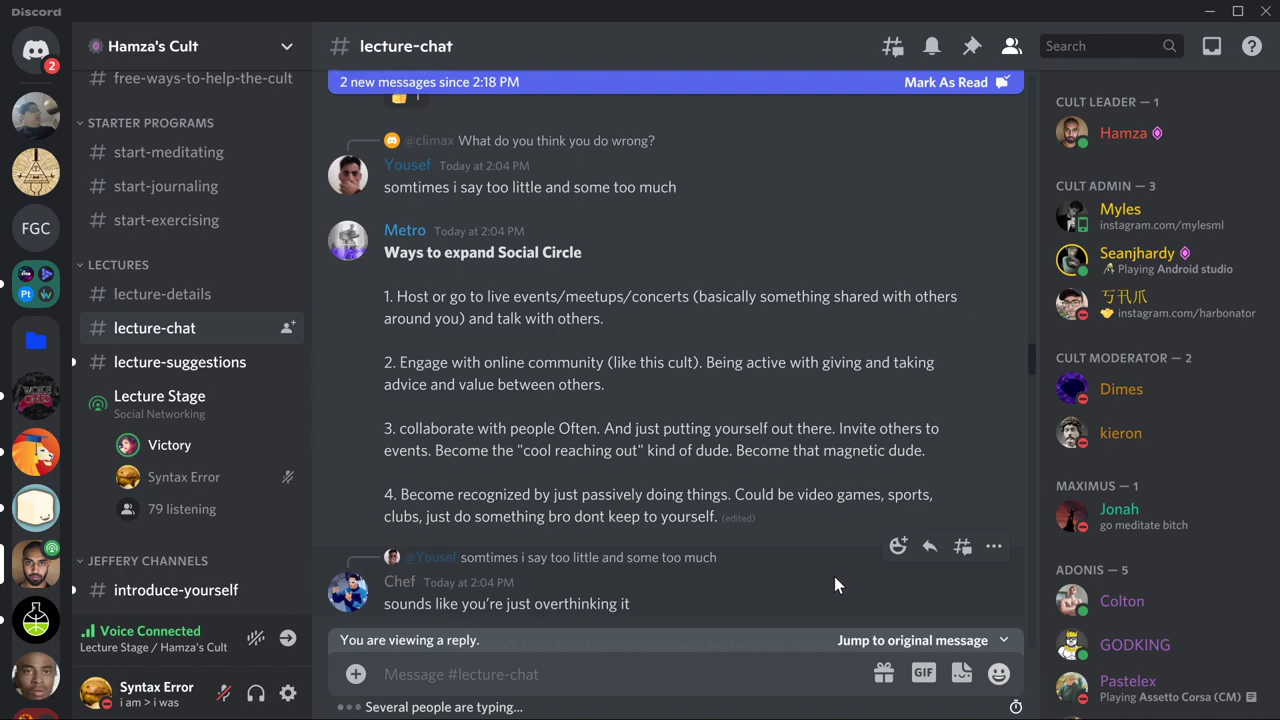 Discord
2
FGC
Pt
Hamza's Cult
# free-ways-to-help-the-cult
STARTER PROGRAMS
# start-meditating
# start-journaling
# start-exercising
LECTURES
# lecture-details
# lecture-chat
# lecture-suggestions
Lecture Stage
Social Networking
Victory
Syntax Error
79 listening
JEFFERY CHANNELS
# introduce-yourself
Voice Connected
Lecture Stage / Hamza's Cult
Syntax Error
i am > i was
# lecture-chat
Search
2 new messages since 2:18 PM
Mark As Read
1
@climax What do you think you do wrong?
Yousef Today at 2:04 PM
somtimes i say too little and some too much
Metro Today at 2:04 PM
Ways to expand Social Circle
1. Host or go to live events/meetups/concerts (basically something shared with others
around you) and talk with others.
2. Engage with online community (like this cult). Being active with giving and taking
advice and value between others.
3. collaborate with people Often. And just putting yourself out there. Invite others to
events. Become the "cool reaching out" kind of dude. Become that magnetic dude.
4. Become recognized by just passively doing things. Could be video games, sports,
clubs, just do something bro dont keep to yourself. (edited)
@Yousef somtimes i say too little and some too much
Chef Today at 2:04 PM
sounds like you're just overthinking it
You are viewing a reply.
Jump to original message
Message #lecture-chat
GIF
Several people are typing...
CULT LEADER — 1
Hamza
CULT ADMIN — 3
Myles
instagram.com/mylesml
Seanjhardy
Playing Android studio
instagram.com/harbonator
CULT MODERATOR — 2
Dimes
kieron
MAXIMUS — 1
Jonah
go meditate bitch
ADONIS — 5
Colton
GODKING
Pastelex
Playing Assetto Corsa (CM)